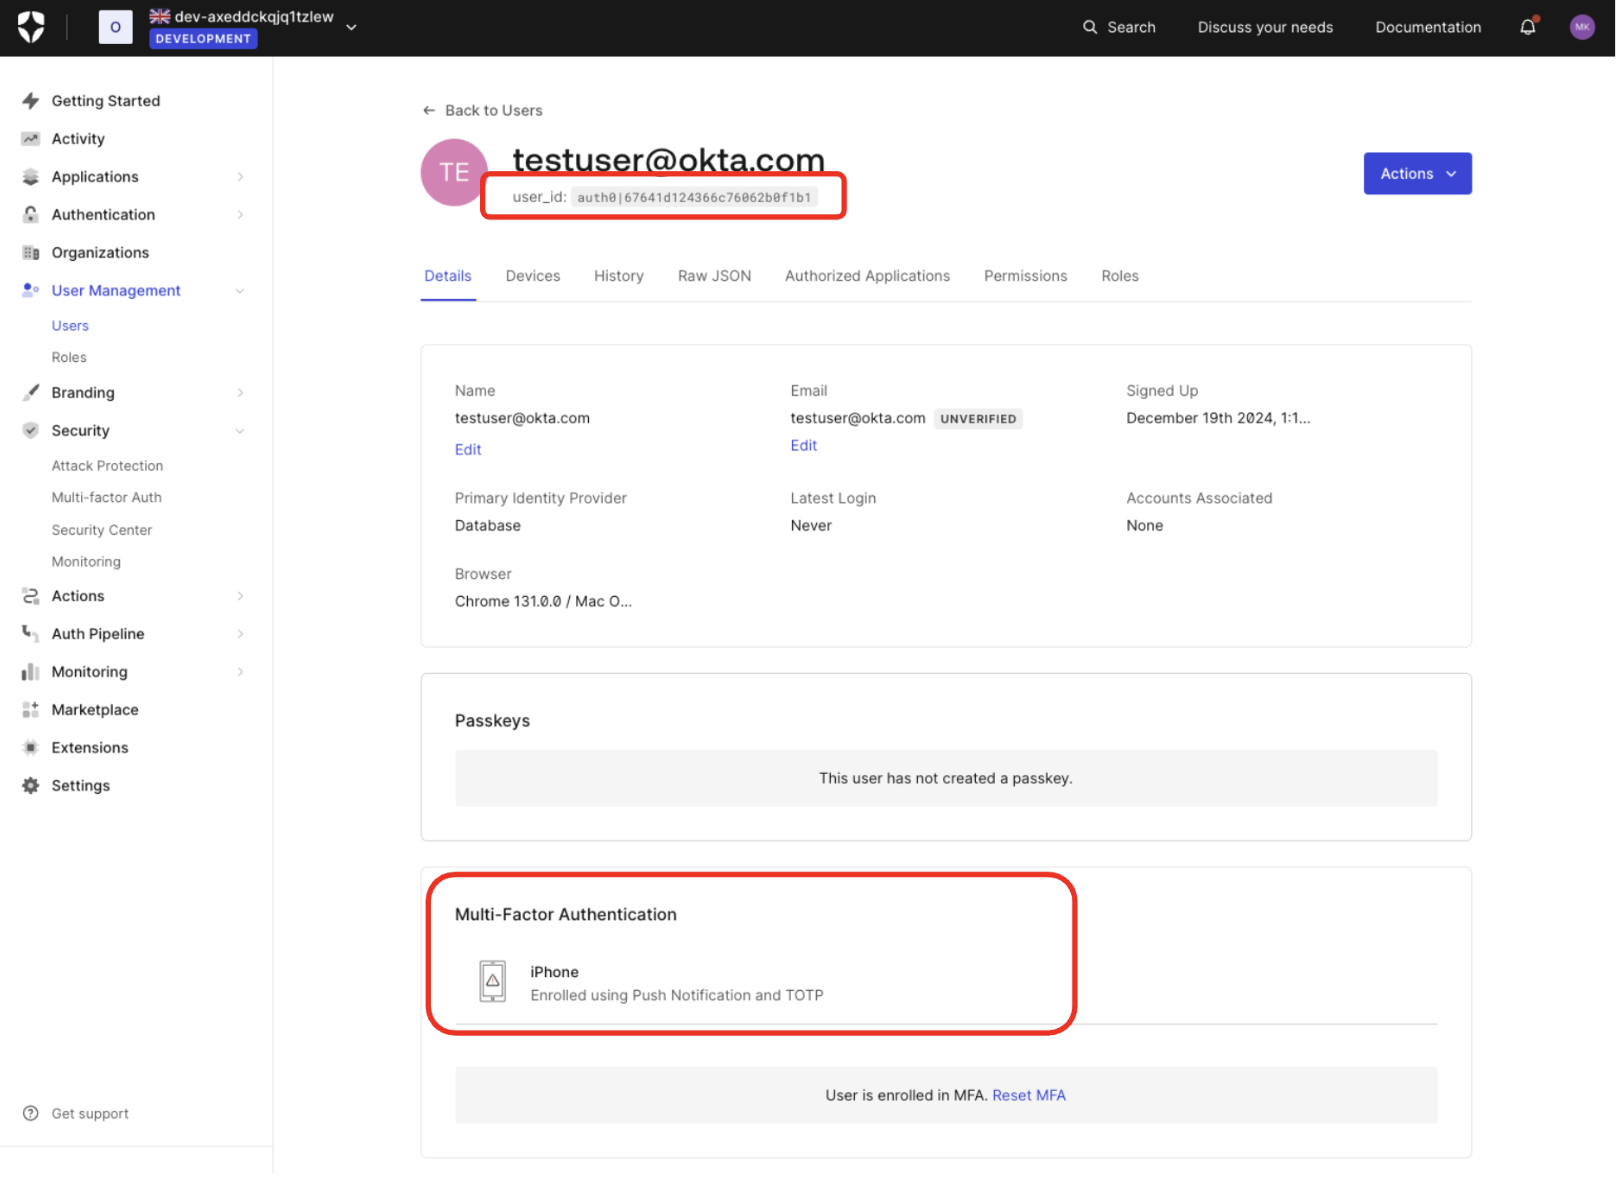 O
dev-axeddckqjq1tzlew
DEVELOPMENT
Search
Discuss your needs
Documentation
MK
Getting Started
Activity
Applications
Authentication
Organizations
User Management
Users
Roles
Branding
Security
Attack Protection
Multi-factor Auth
Security Center
Monitoring
Actions
Auth Pipeline
Monitoring
Marketplace
Extensions
Settings
Get support
← Back to Users
TE
testuser@okta.com
user_id: auth0|67641d124366c76062b0f1b1
Actions
Details Devices History Raw JSON Authorized Applications Permissions Roles
Name
testuser@okta.com
Edit
Email
testuser@okta.com UNVERIFIED
Edit
Signed Up
December 19th 2024, 1:1...
Primary Identity Provider
Database
Latest Login
Never
Accounts Associated
None
Browser
Chrome 131.0.0 / Mac O...
Passkeys
This user has not created a passkey.
Multi-Factor Authentication
iPhone
Enrolled using Push Notification and TOTP
User is enrolled in MFA. Reset MFA